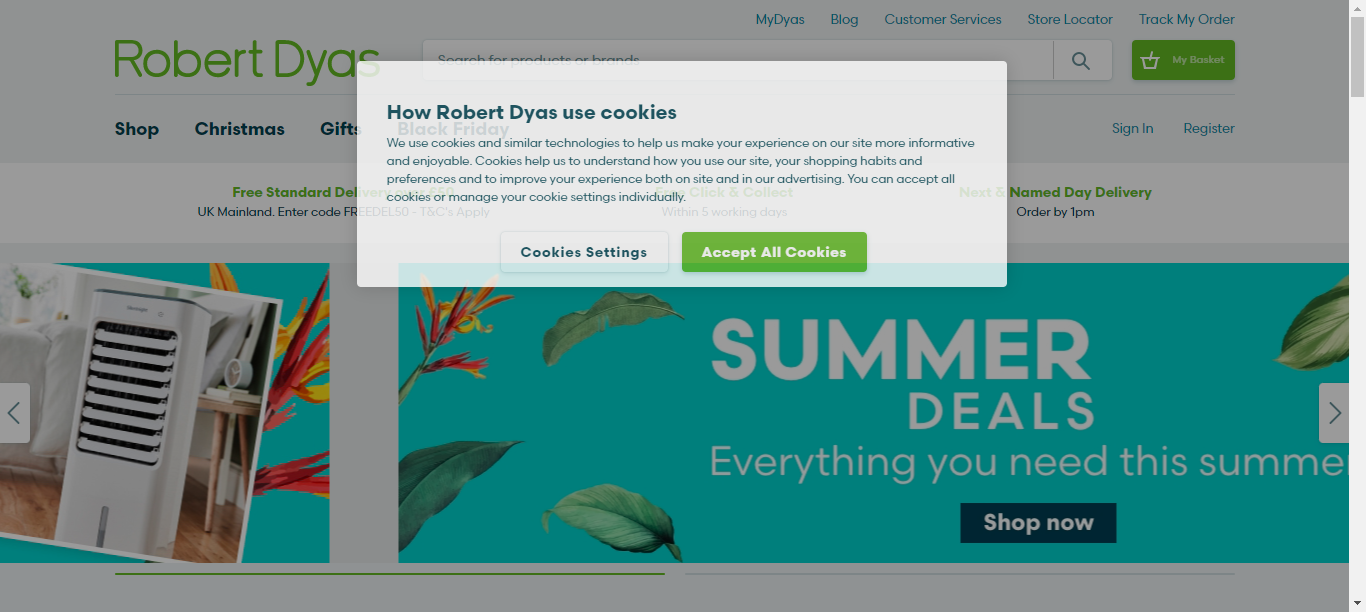 MyDyas Blog Customer Services Store Locator Track My Order
Robert Dyas
Search for products or brands
My Basket
Shop Christmas Gifts Black Friday
Sign In Register
How Robert Dyas use cookies
We use cookies and similar technologies to help us make your experience on our site more informative
and enjoyable. Cookies help us to understand how you use our site, your shopping habits and
preferences and to improve your experience both on site and in our advertising. You can accept all
cookies or manage your cookie settings individually.
Cookies Settings Accept All Cookies
Free Standard Delivery over £50
UK Mainland. Enter code FREEDEL50 - T&C's Apply
Free Click & Collect
Within 5 working days
Next & Named Day Delivery
Order by 1pm
SUMMER
DEALS
Everything you need this summer
Shop now